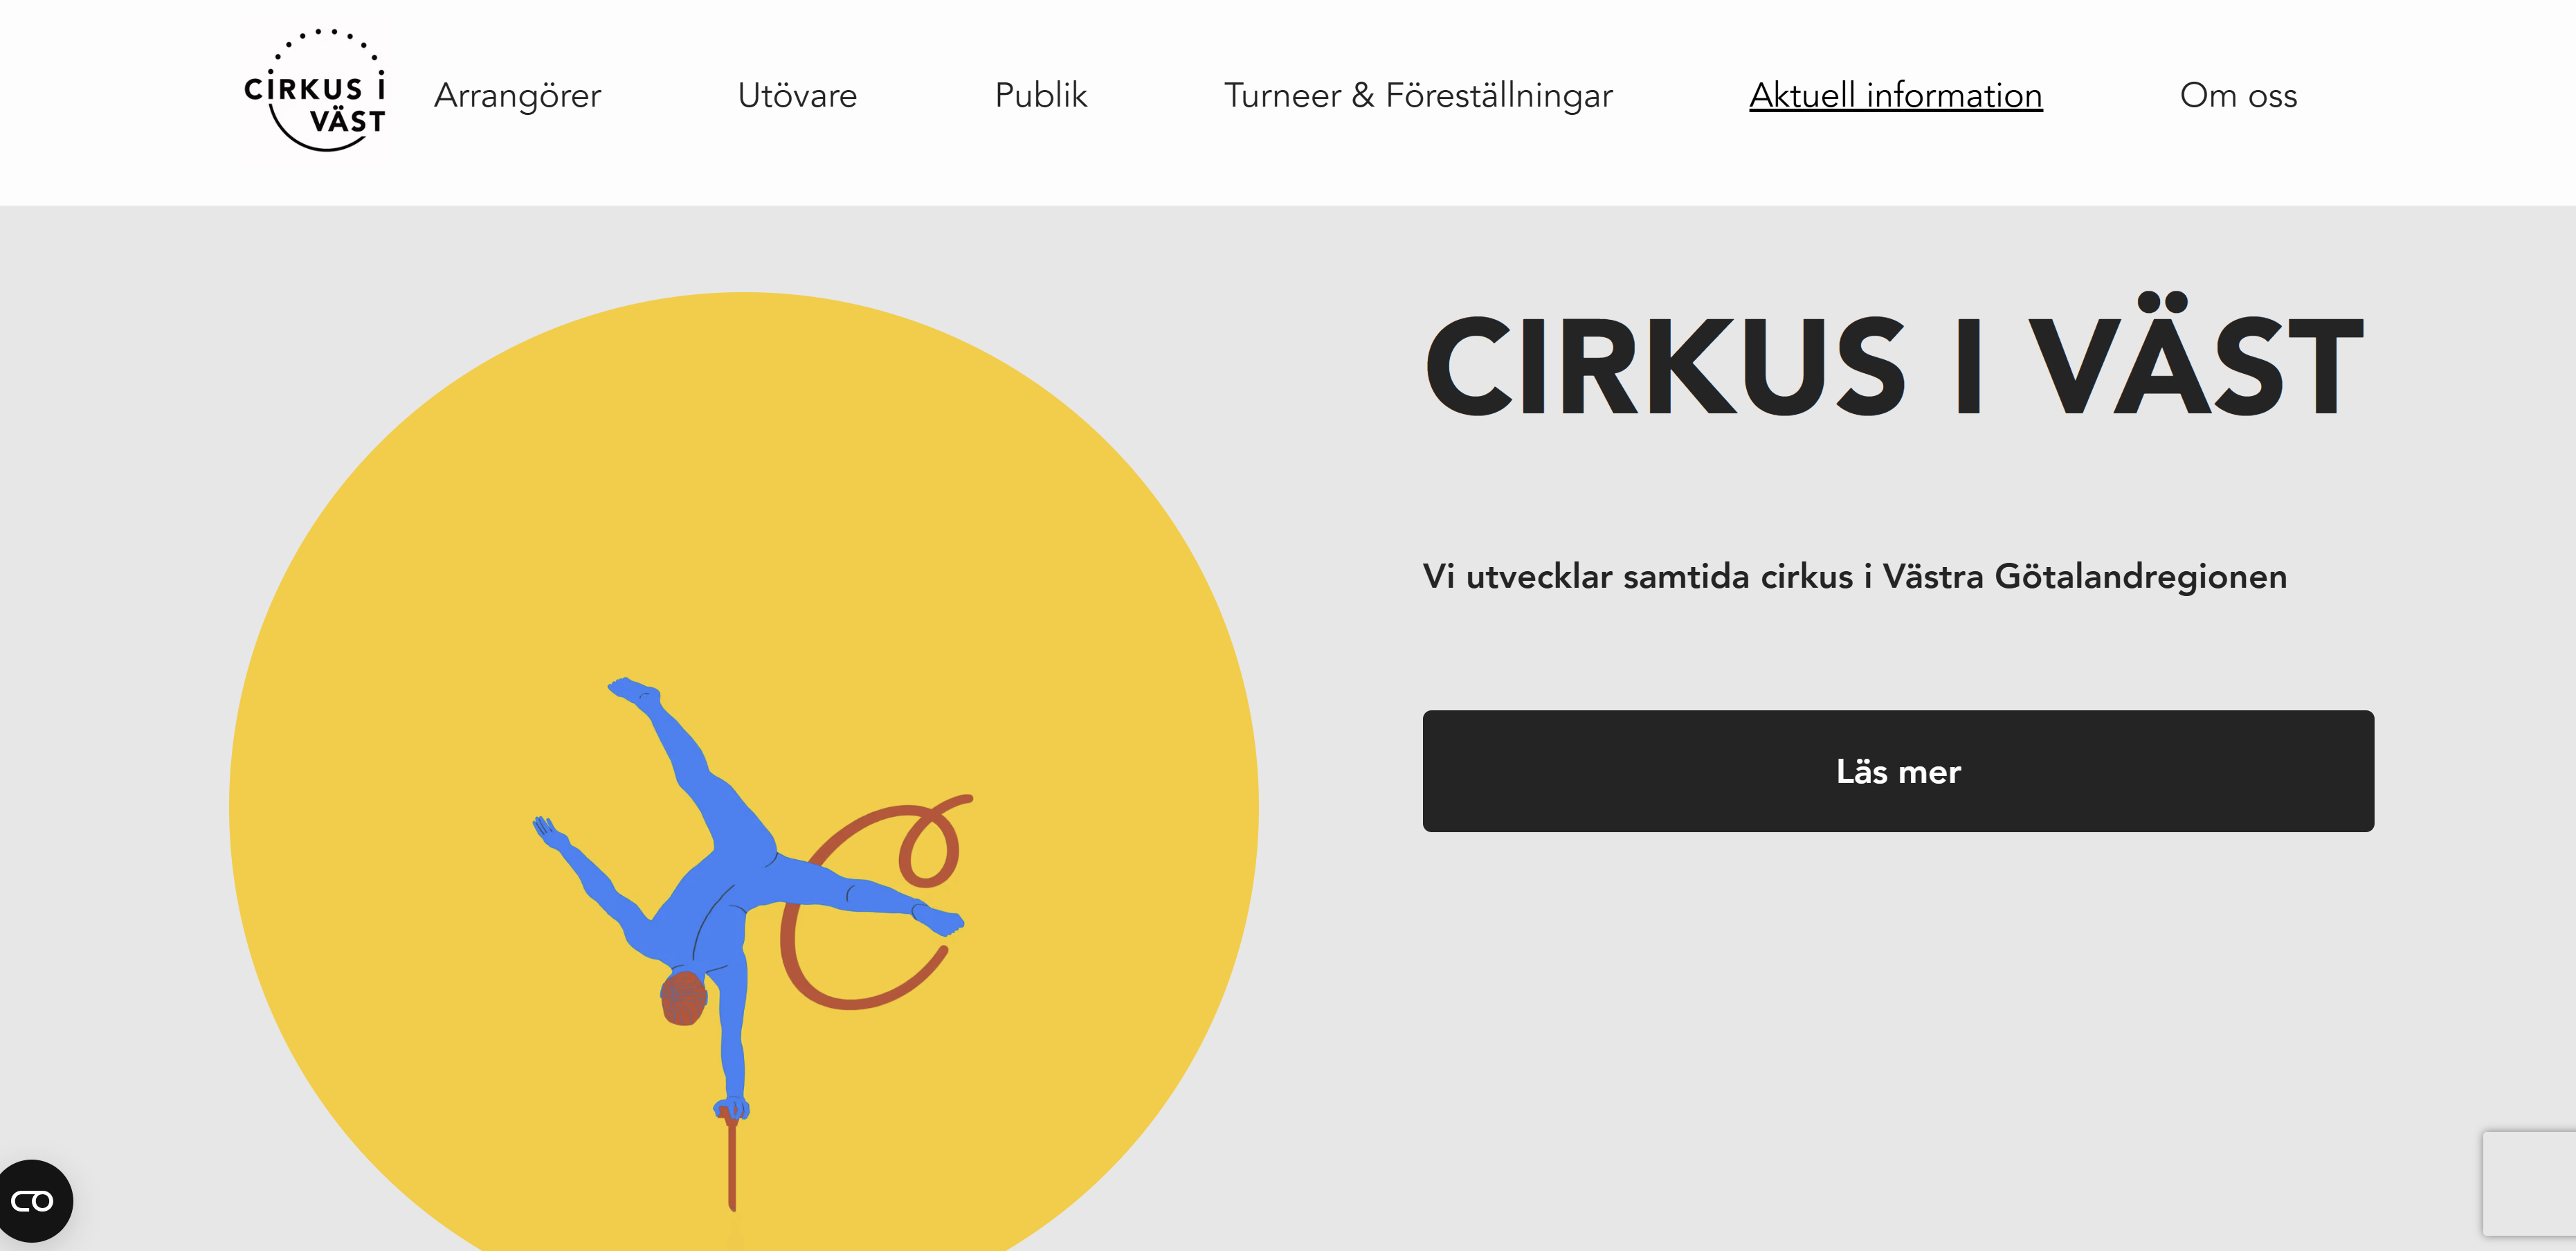 CIRKUS I
VÄST
Arrangörer
Utövare
Publik
Turneer & Föreställningar
Aktuell information
Om oss
CIRKUS I VÄST
Vi utvecklar samtida cirkus i Västra Götalandregionen
Läs mer